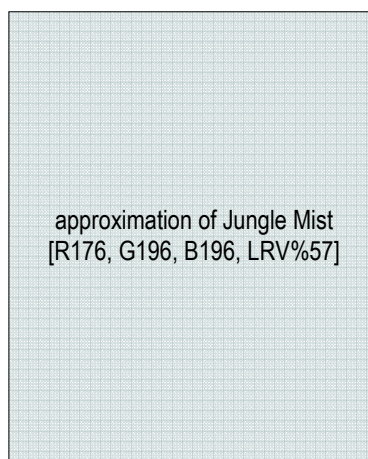 approximation of Jungle Mist
[R176, G196, B196, LRV%57]